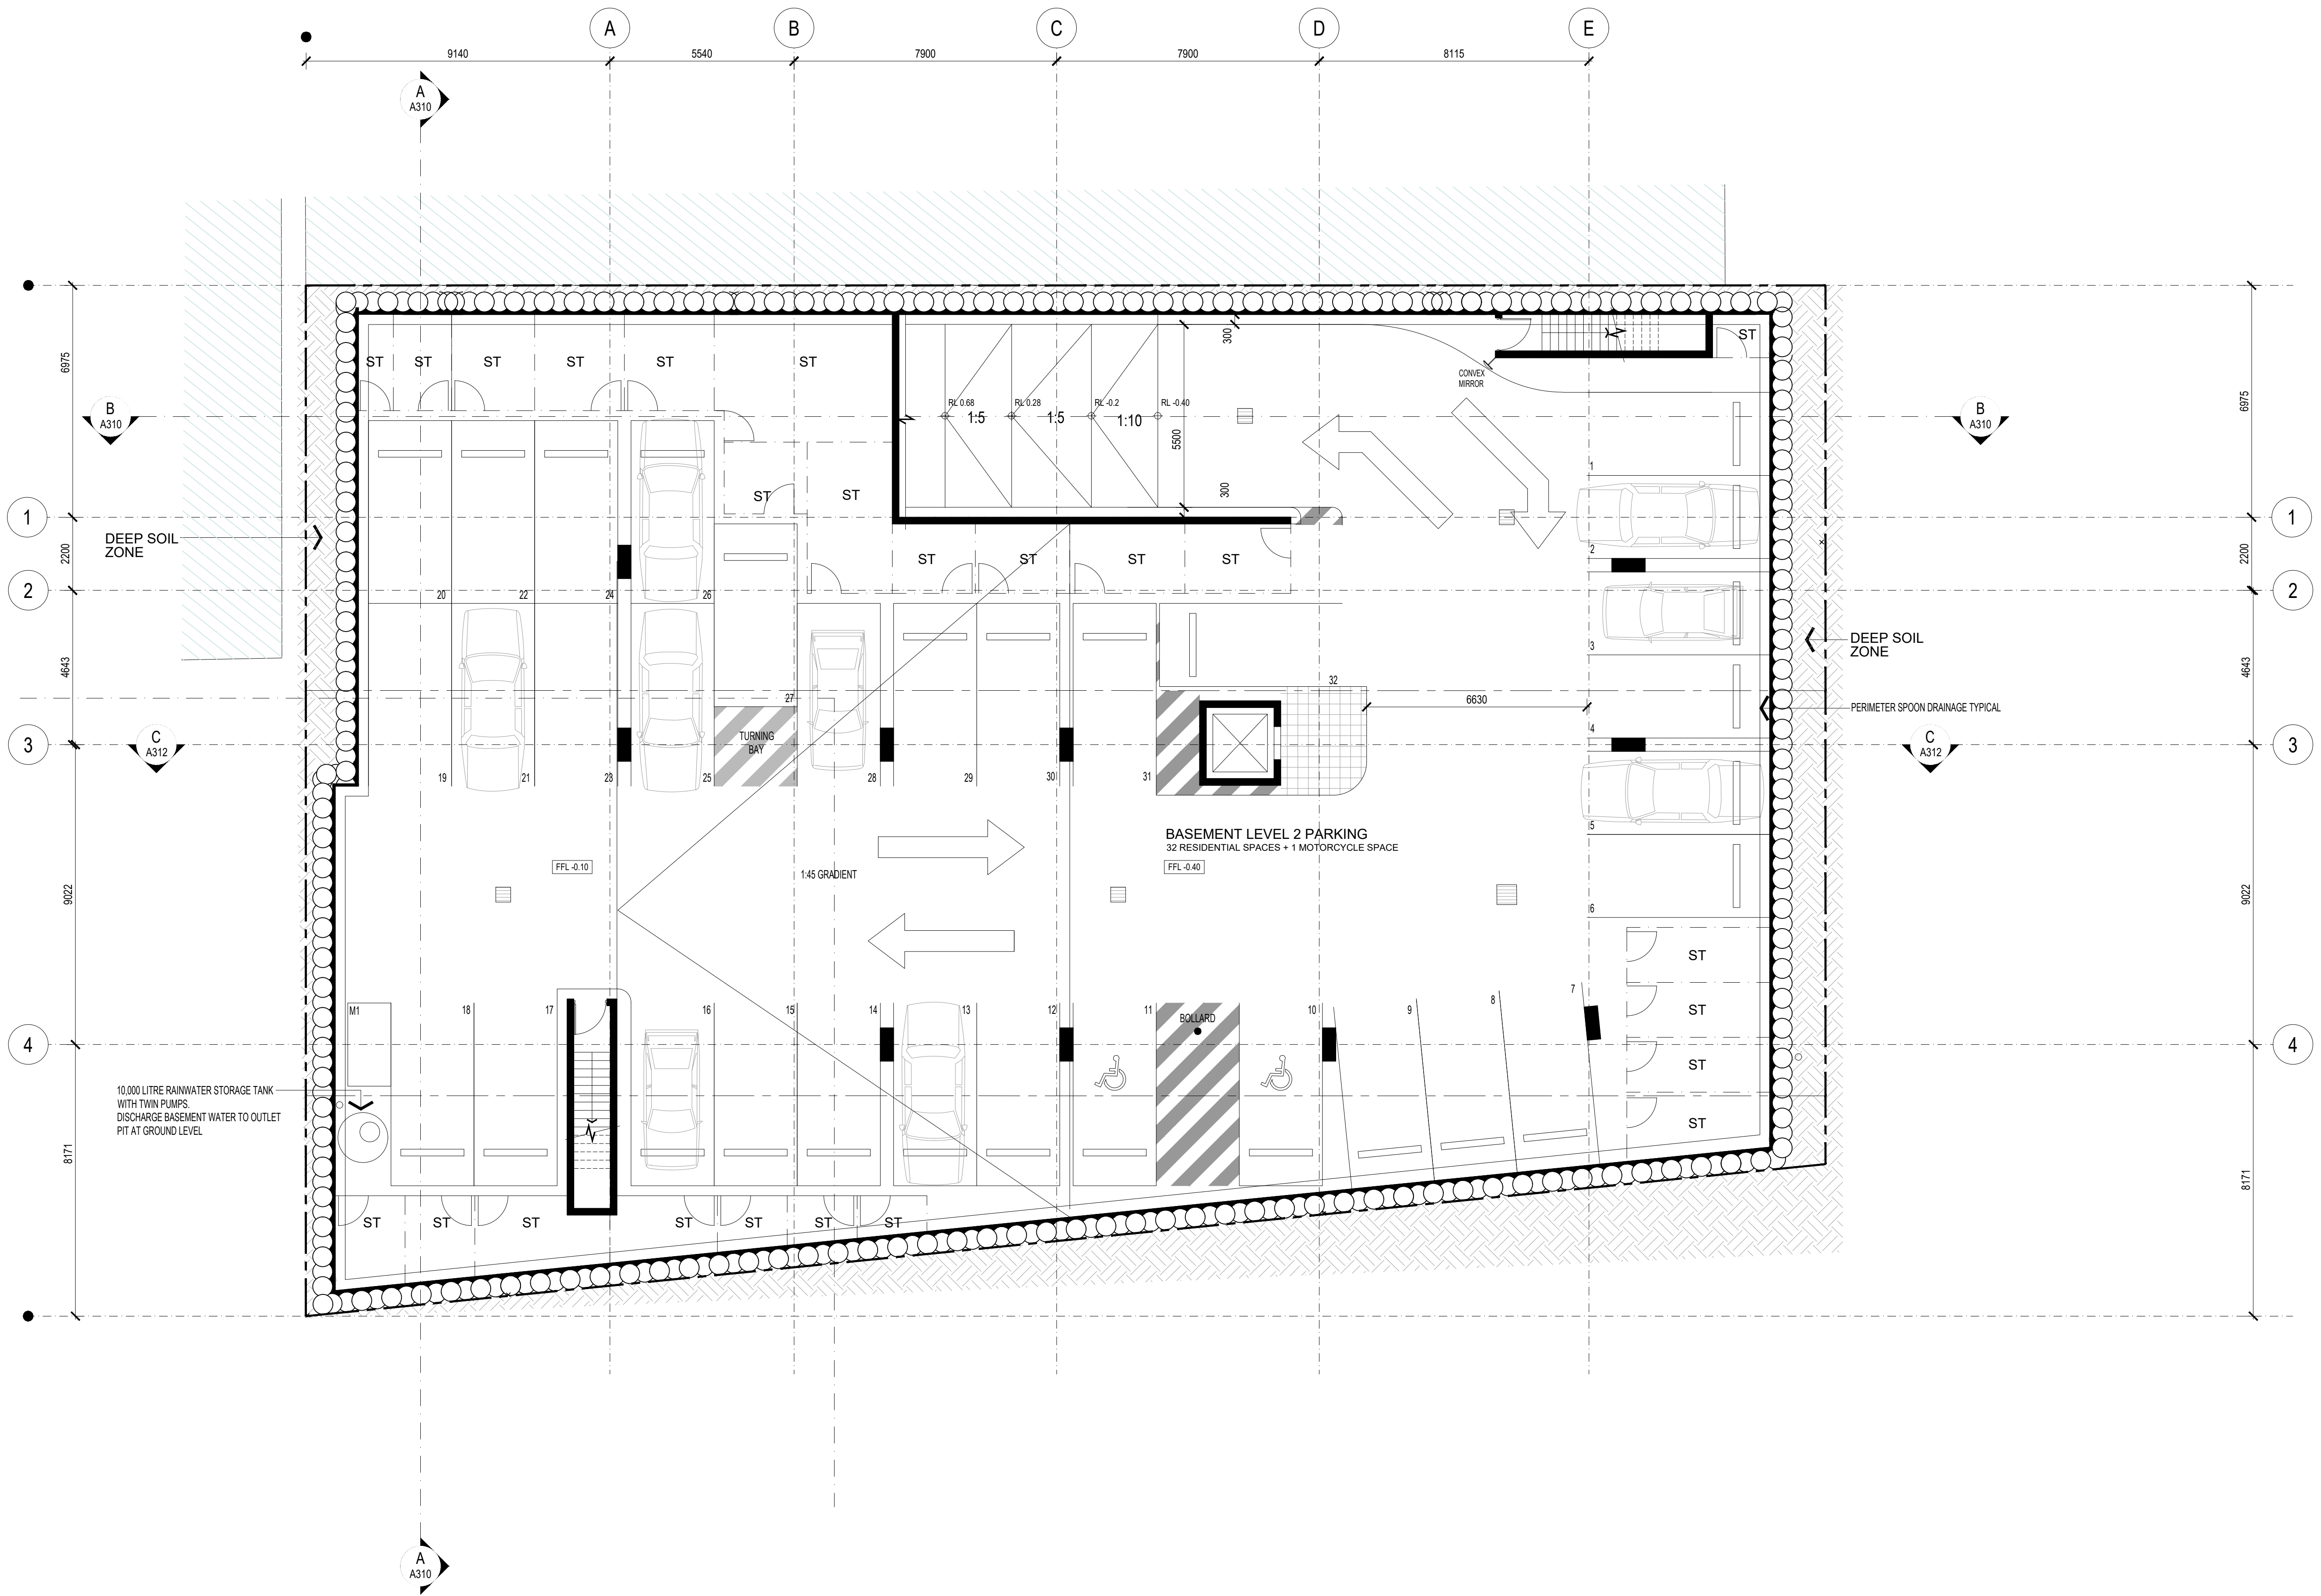 A
B
C
D
E
9140
5540
7900
7900
8115
A
A310
ST
ST
ST
ST
ST
ST
ST
300
CONVEX
MIRROR
6975
6975
B
A310
RL 0.68
RL 0.28
RL -0.2
RL -0.40
1:5
1:5
1:10
5500
B
A310
1
ST
ST
300
1
1
DEEP SOIL
ZONE
2200
ST
ST
ST
ST
2
2200
2
20
22
24
26
2
4643
3
DEEP SOIL
ZONE
4643
27
32
6630
PERIMETER SPOON DRAINAGE TYPICAL
3
C
A312
TURNING
BAY
4
C
A312
3
19
21
23
25
28
29
30
31
5
BASEMENT LEVEL 2 PARKING
32 RESIDENTIAL SPACES + 1 MOTORCYCLE SPACE
FFL -0.10
1:45 GRADIENT
FFL -0.40
9022
9022
6
ST
M1
18
17
16
15
14
13
12
11
BOLLARD
10
9
8
7
ST
4
4
ST
10,000 LITRE RAINWATER STORAGE TANK
WITH TWIN PUMPS.
DISCHARGE BASEMENT WATER TO OUTLET
PIT AT GROUND LEVEL
ST
8171
8171
ST
ST
ST
ST
ST
ST
ST
A
A310